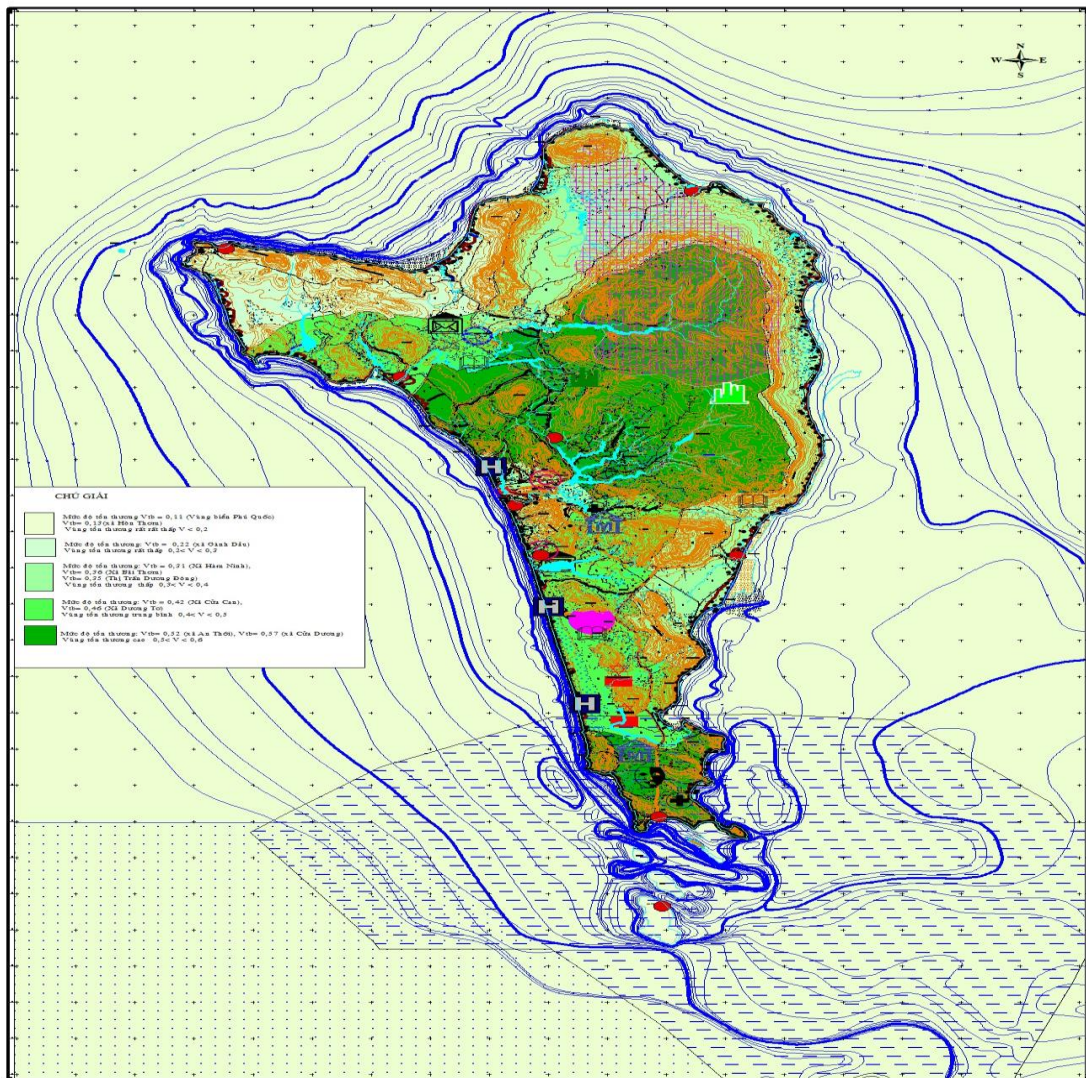 N
W E
S
CHÚ GIẢI
Mức độ tổn thương Vtb = 0,11 (Vùng biển Phú Quốc)
Vtb= 0,13(xã Hòn Thơm)
Vùng tổn thương rất rất thấp V < 0,2
Mức độ tổn thương: Vtb = 0,22 (xã Gành Dầu)
Vùng tổn thương rất thấp 0,2< V < 0,3
Mức độ tổn thương: Vtb = 0,31 (Xã Hàm Ninh),
Vtb= 0,36 (Xã Bãi Thơm)
Vtb= 0,35 (Thị Trấn Dương Đông)
Vùng tổn thương thấp 0,3< V < 0,4
Mức độ tổn thương: Vtb = 0,42 (Xã Cửa Cạn),
Vtb= 0,46 (Xã Dương Tơ)
Vùng tổn thương trung bình 0,4< V < 0,5
Mức độ tổn thương: Vtb= 0,52 (xã An Thới), Vtb= 0,57 (xã Cửa Dương)
Vùng tổn thương cao 0,5< V < 0,6
H
H
H